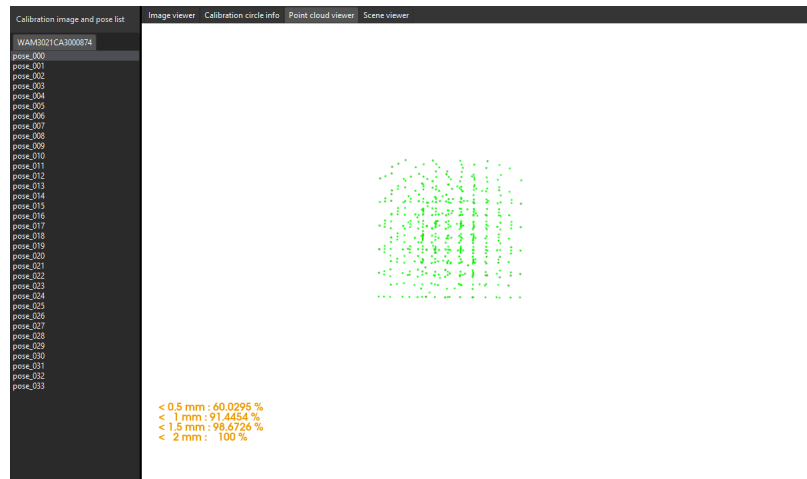 Calibration image and pose list
Image viewer Calibration circle info Point cloud viewer Scene viewer
WAM3021CA3000874
pose_000
pose_001
pose_002
pose_003
pose_004
pose_005
pose_006
pose_007
pose_008
pose_009
pose_010
pose_011
pose_012
pose_013
pose_014
pose_015
pose_016
pose_017
pose_018
pose_019
pose_020
pose_021
pose_022
pose_023
pose_024
pose_025
pose_026
pose_027
pose_028
pose_029
pose_030
pose_031
pose_032
pose_033
< 0.5 mm : 60.0295 %
< 1 mm : 91.4454 %
< 1.5 mm : 98.6726 %
< 2 mm : 100 %